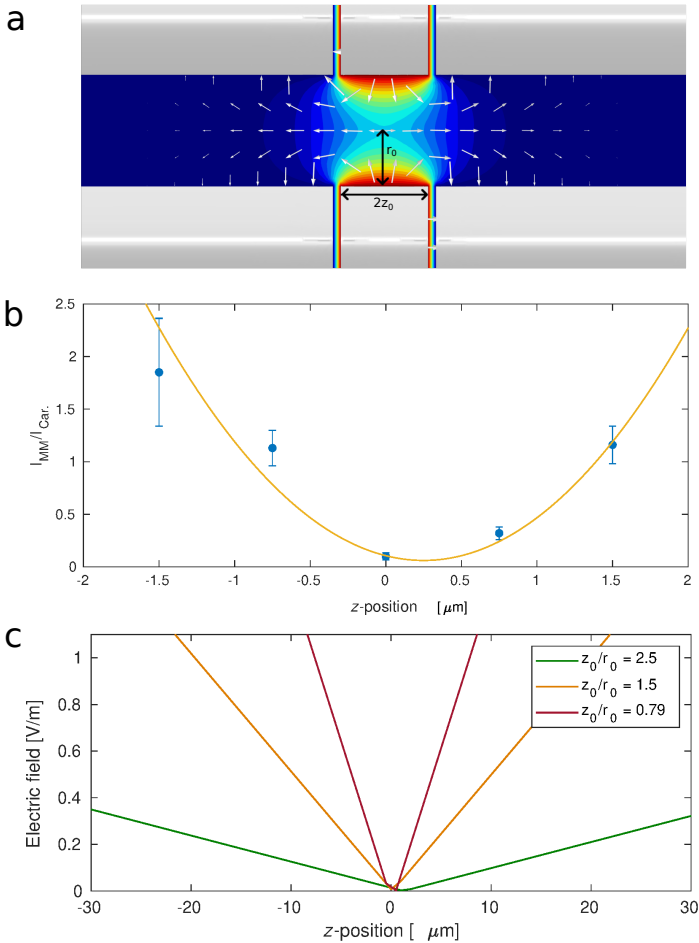 a
r0
2z0
b
2.5
2
1.5
1
0.5
0
IMM/ICar.
-2 -1.5 -1 -0.5 0 0.5 1 1.5 2
z-position [ μm]
c
1
0.8
0.6
0.4
0.2
0
Electric field [V/m]
z0/r0 = 2.5
z0/r0 = 1.5
z0/r0 = 0.79
-30 -20 -10 0 10 20 30
z-position [ μm]